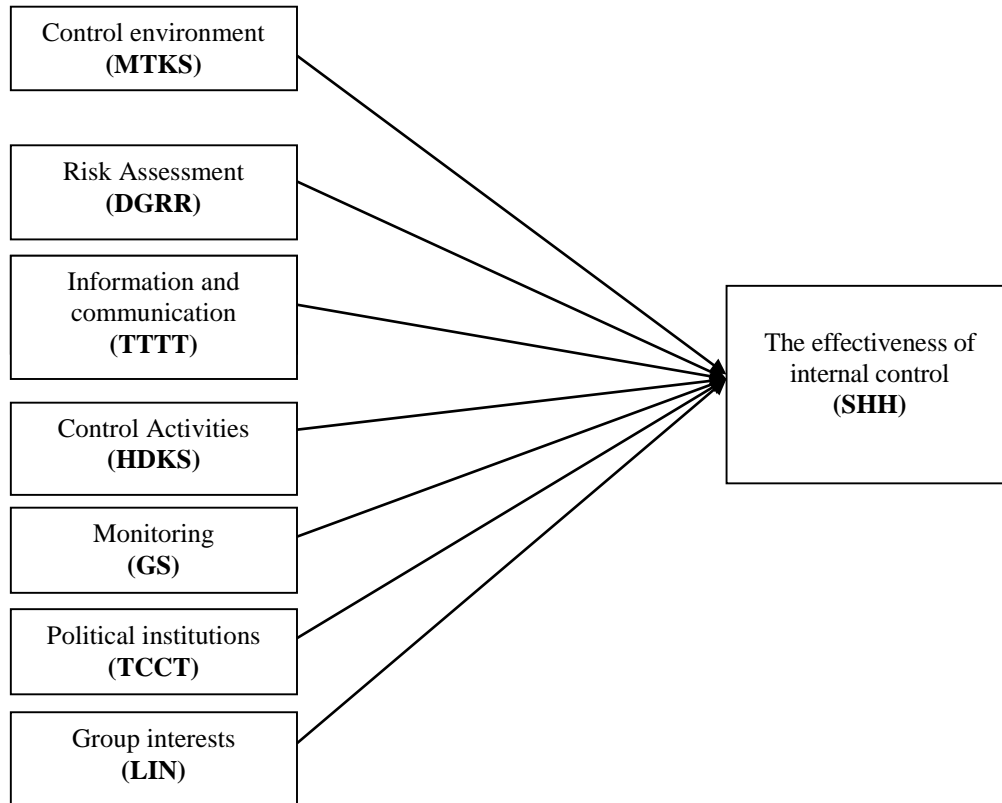 Control environment
(MTKS)
Risk Assessment
(DGRR)
Information and
communication
(TTTT)
Control Activities
(HDKS)
Monitoring
(GS)
Political institutions
(TCCT)
Group interests
(LIN)
The effectiveness of
internal control
(SHH)